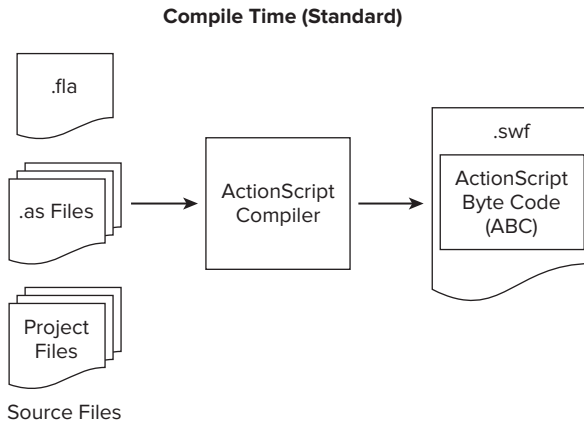 Compile Time (Standard)
.fla
.as Files
Project
Files
Source Files
ActionScript
Compiler
.swf
ActionScript
Byte Code
(ABC)